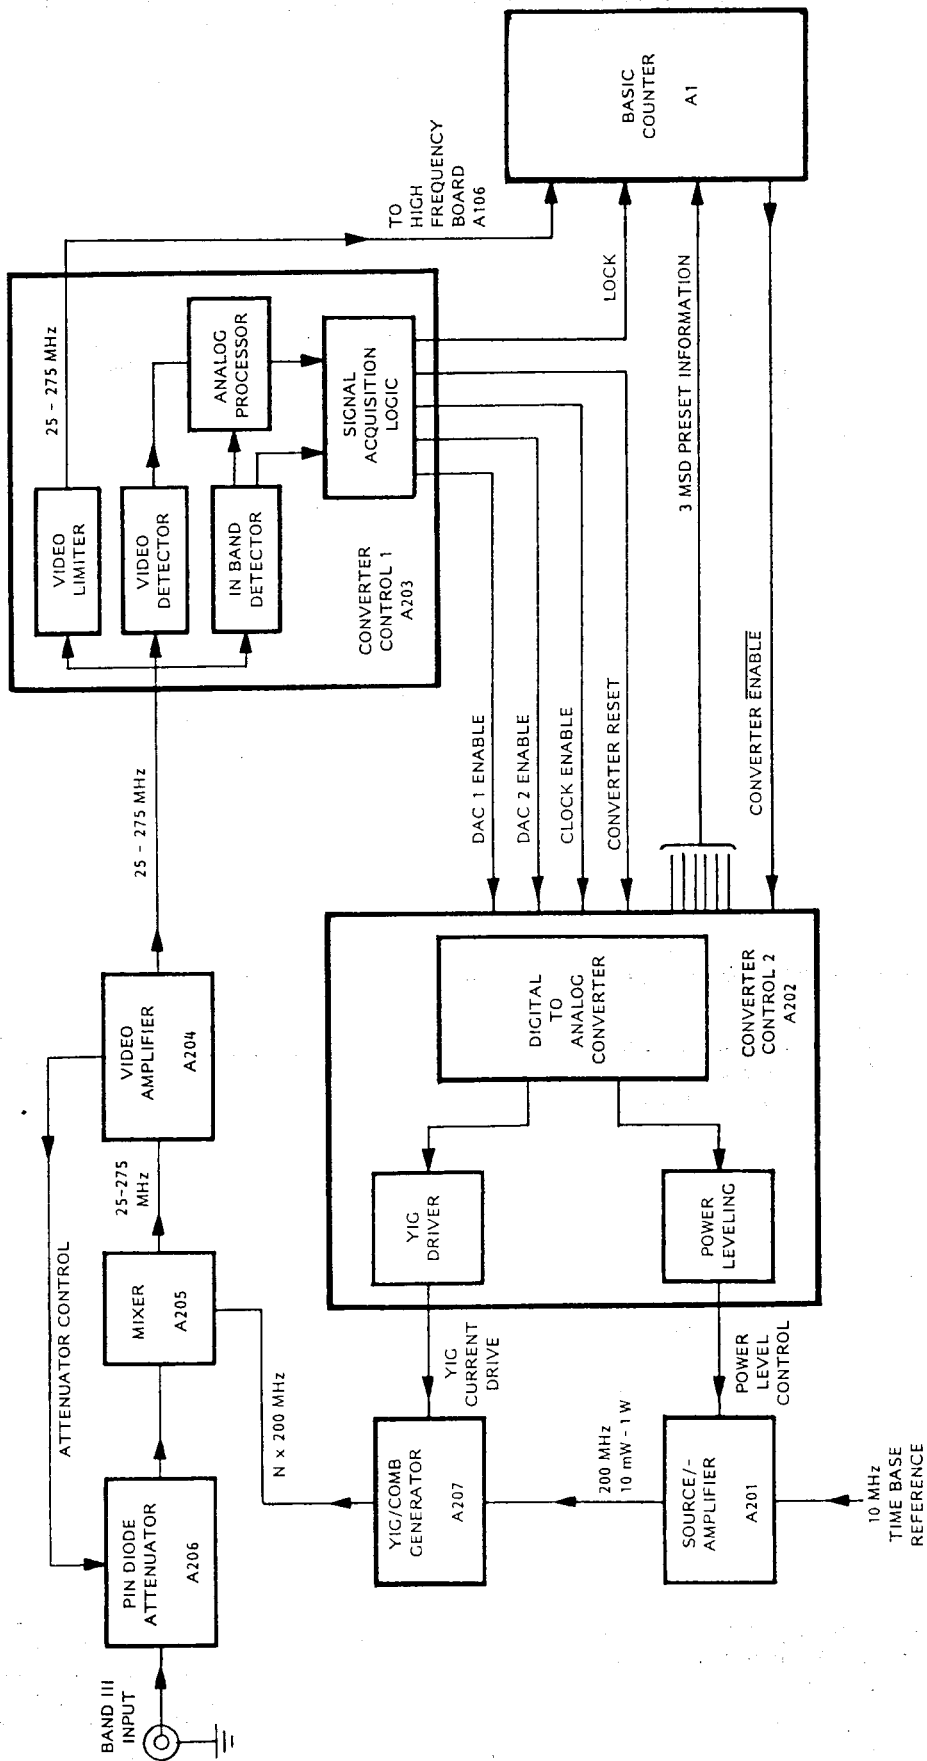 BAND III
INPUT
PIN DIODE
ATTENUATOR
A206
ATTENUATOR CONTROL
MIXER
A205
25-275
MHz
VIDEO
AMPLIFIER
A204
25 - 275 MHz
VIDEO
LIMITER
VIDEO
DETECTOR
IN BAND
DETECTOR
25 - 275 MHz
ANALOG
PROCESSOR
SIGNAL
ACQUISITION
LOGIC
CONVERTER
CONTROL 1
A203
TO
HIGH
FREQUENCY
BOARD
A106
BASIC
COUNTER
A1
LOCK
3 MSD PRESET INFORMATION
CONVERTER ENABLE
DAC 1 ENABLE
DAC 2 ENABLE
CLOCK ENABLE
CONVERTER RESET
DIGITAL
TO
ANALOG
CONVERTER
CONVERTER
CONTROL 2
A202
YIG
DRIVER
POWER
LEVELING
YIG
CURRENT
DRIVE
POWER
LEVEL
CONTROL
N x 200 MHz
YIG/COMB
GENERATOR
A207
200 MHz
10 mW - 1 W
SOURCE/-
AMPLIFIER
A201
10 MHz
TIME BASE
REFERENCE